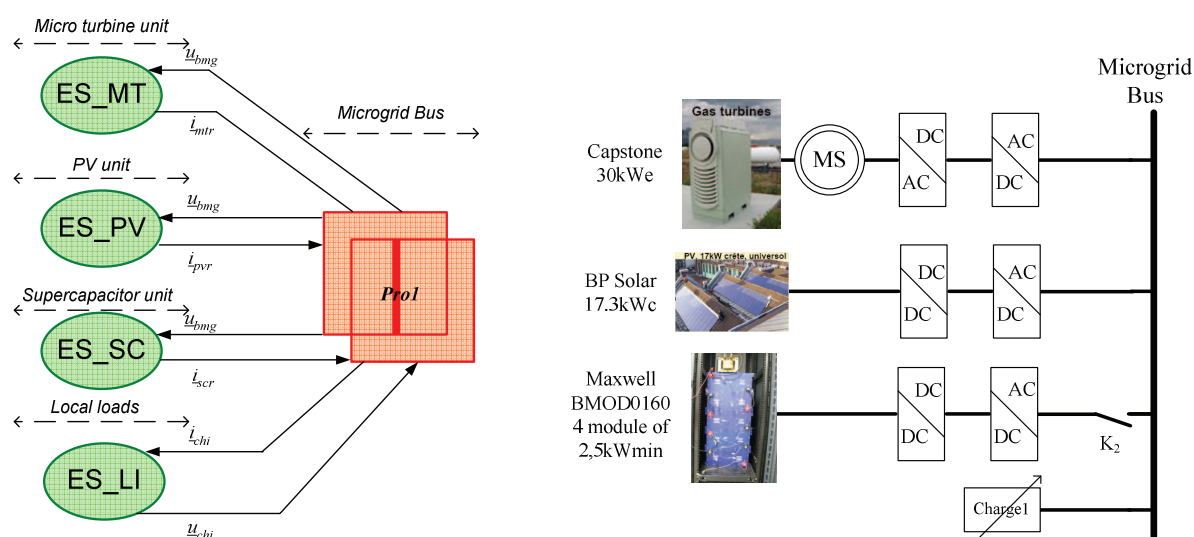 Micro turbine unit
u_bmg
ES_MT
i_mtr
Microgrid Bus
PV unit
u_bmg
ES_PV
i_pvr
Supercapacitor unit
u_bmg
ES_SC
i_scr
Local loads
i_chi
ES_LI
u_chi
Pro1
Microgrid
Bus
Gas turbines
Capstone
30kWe
MS
DC
AC
AC
DC
PV, 17kW crête, universol
BP Solar
17.3kWc
DC
DC
AC
DC
Maxwell
BMOD0160
4 module of
2,5kWmin
DC
DC
AC
DC
K2
Charge1